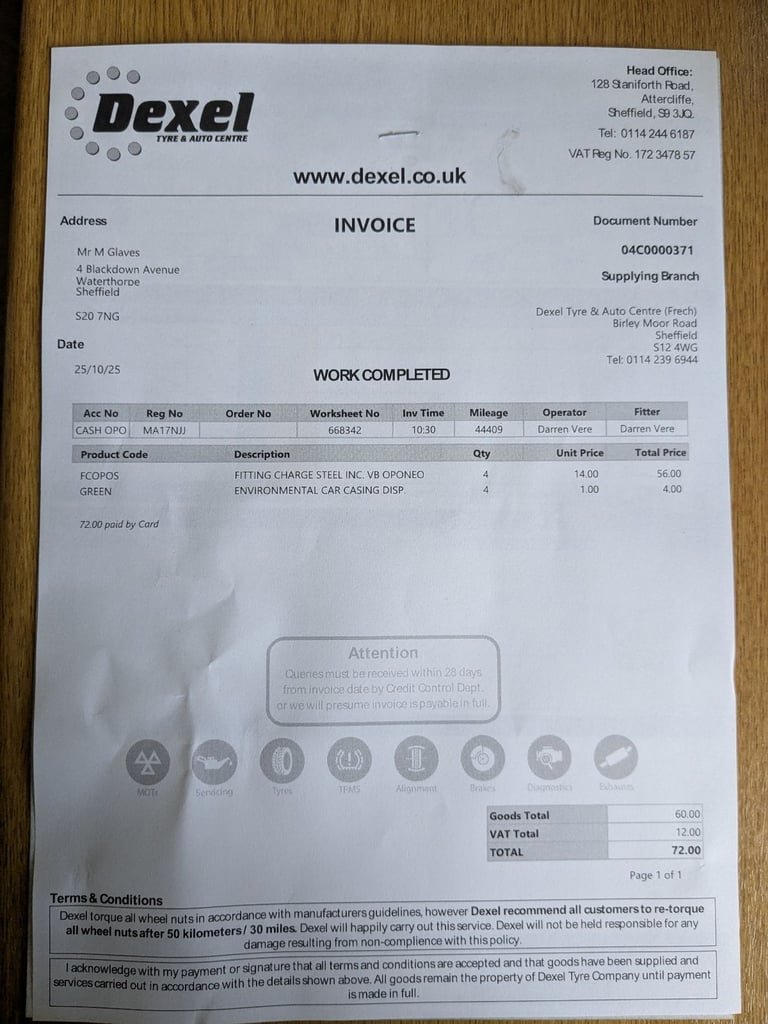 Dexel
TYRE & AUTO CENTRE
Head Office:
128 Staniforth Road,
Attercliffe,
Sheffield, S9 3JQ.
Tel: 0114 244 6187
VAT Reg No. 172 3478 57
www.dexel.co.uk
Address
INVOICE
Document Number
Mr M Glaves
4 Blackdown Avenue
Waterthorpe
Sheffield
S20 7NG
04C0000371
Supplying Branch
Dexel Tyre & Auto Centre (Frech)
Birley Moor Road
Sheffield
S12 4WG
Tel: 0114 239 6944
Date
25/10/25
WORK COMPLETED
Acc No Reg No Order No Worksheet No Inv Time Mileage Operator Fitter
CASH OPO MA17NJJ 668342 10:30 44409 Darren Vere Darren Vere
Product Code Description Qty Unit Price Total Price
FCOPOS FITTING CHARGE STEEL INC. VB OPONEO 4 14.00 56.00
GREEN ENVIRONMENTAL CAR CASING DISP. 4 1.00 4.00
72.00 paid by Card
Attention
Queries must be received within 28 days
from invoice date by Credit Control Dept.
or we will presume invoice is payable in full.
MOTs Servicing Tyres TPMS Alignment Brakes Diagnostics Exhausts
Goods Total 60.00
VAT Total 12.00
TOTAL 72.00
Page 1 of 1
Terms & Conditions
Dexel torque all wheel nuts in accordance with manufacturers guidelines, however Dexel recommend all customers to re-torque
all wheel nuts after 50 kilometers / 30 miles. Dexel will happily carry out this service. Dexel will not be held responsible for any
damage resulting from non-compliance with this policy.
I acknowledge with my payment or signature that all terms and conditions are accepted and that goods have been supplied and
services carried out in accordance with the details shown above. All goods remain the property of Dexel Tyre Company until payment
is made in full.